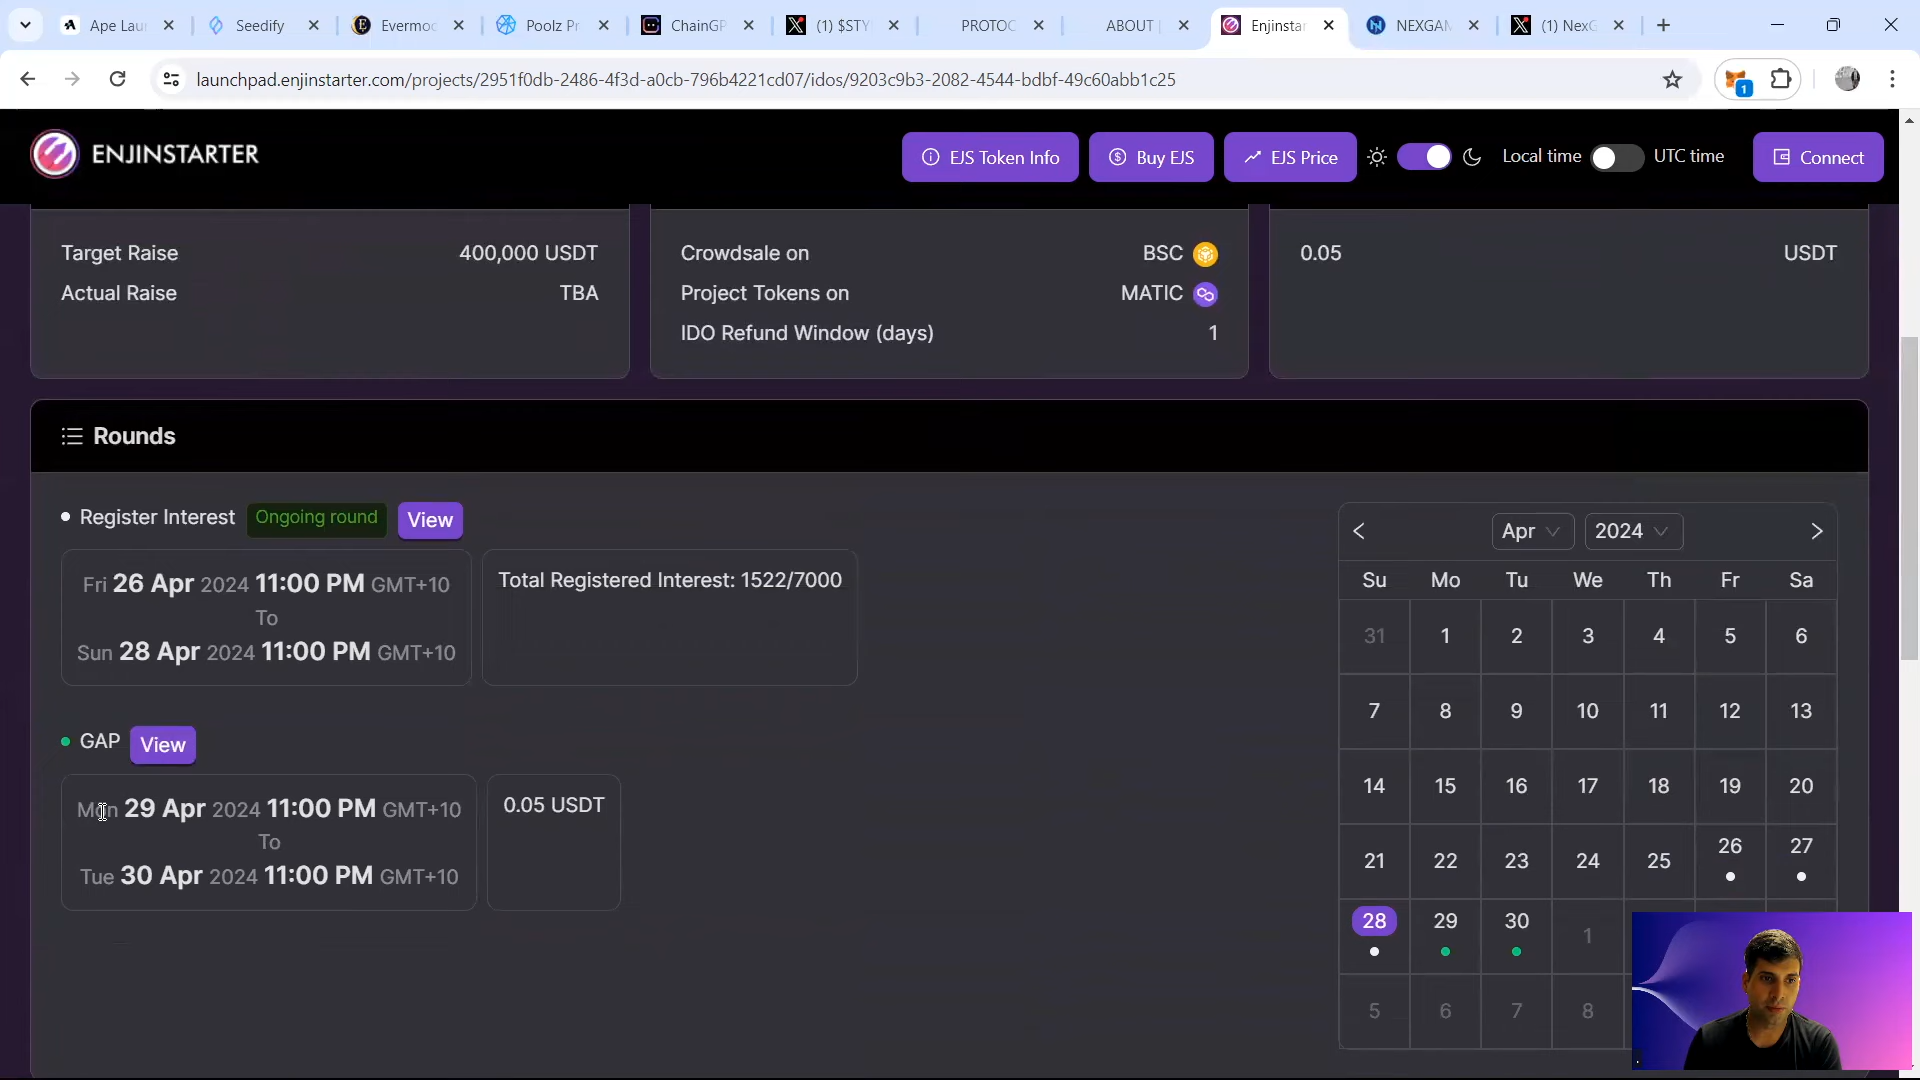 Ape Lau
Seedify
Evermoo
Poolz Pr
ChainGP
(1) $STY
PROTOC
ABOUT |
Enjinstar
NEXGAM
(1) NexG
launchpad.enjinstarter.com/projects/2951f0db-2486-4f3d-a0cb-796b4221cd07/idos/9203c9b3-2082-4544-bdbf-49c60abb1c25
1
ENJINSTARTER
EJS Token Info
Buy EJS
EJS Price
Local time
UTC time
Connect
Target Raise 400,000 USDT
Actual Raise TBA
Crowdsale on BSC
Project Tokens on MATIC
IDO Refund Window (days) 1
0.05 USDT
Rounds
Register Interest Ongoing round View
Fri 26 Apr 2024 11:00 PM GMT+10
To
Sun 28 Apr 2024 11:00 PM GMT+10
Total Registered Interest: 1522/7000
GAP View
Mon 29 Apr 2024 11:00 PM GMT+10
To
Tue 30 Apr 2024 11:00 PM GMT+10
0.05 USDT
Apr 2024
Su Mo Tu We Th Fr Sa
31 1 2 3 4 5 6
7 8 9 10 11 12 13
14 15 16 17 18 19 20
21 22 23 24 25 26 27
28 29 30 1
5 6 7 8